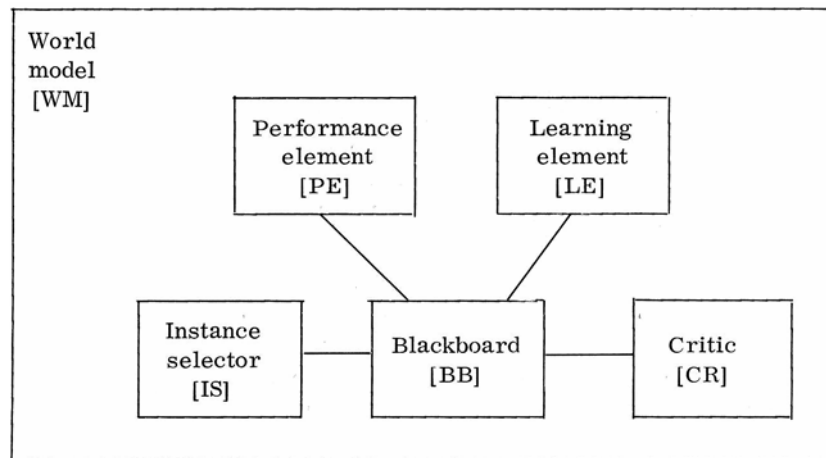 World
model
[WM]
Performance
element
[PE]
Learning
element
[LE]
Instance
selector
[IS]
Blackboard
[BB]
Critic
[CR]